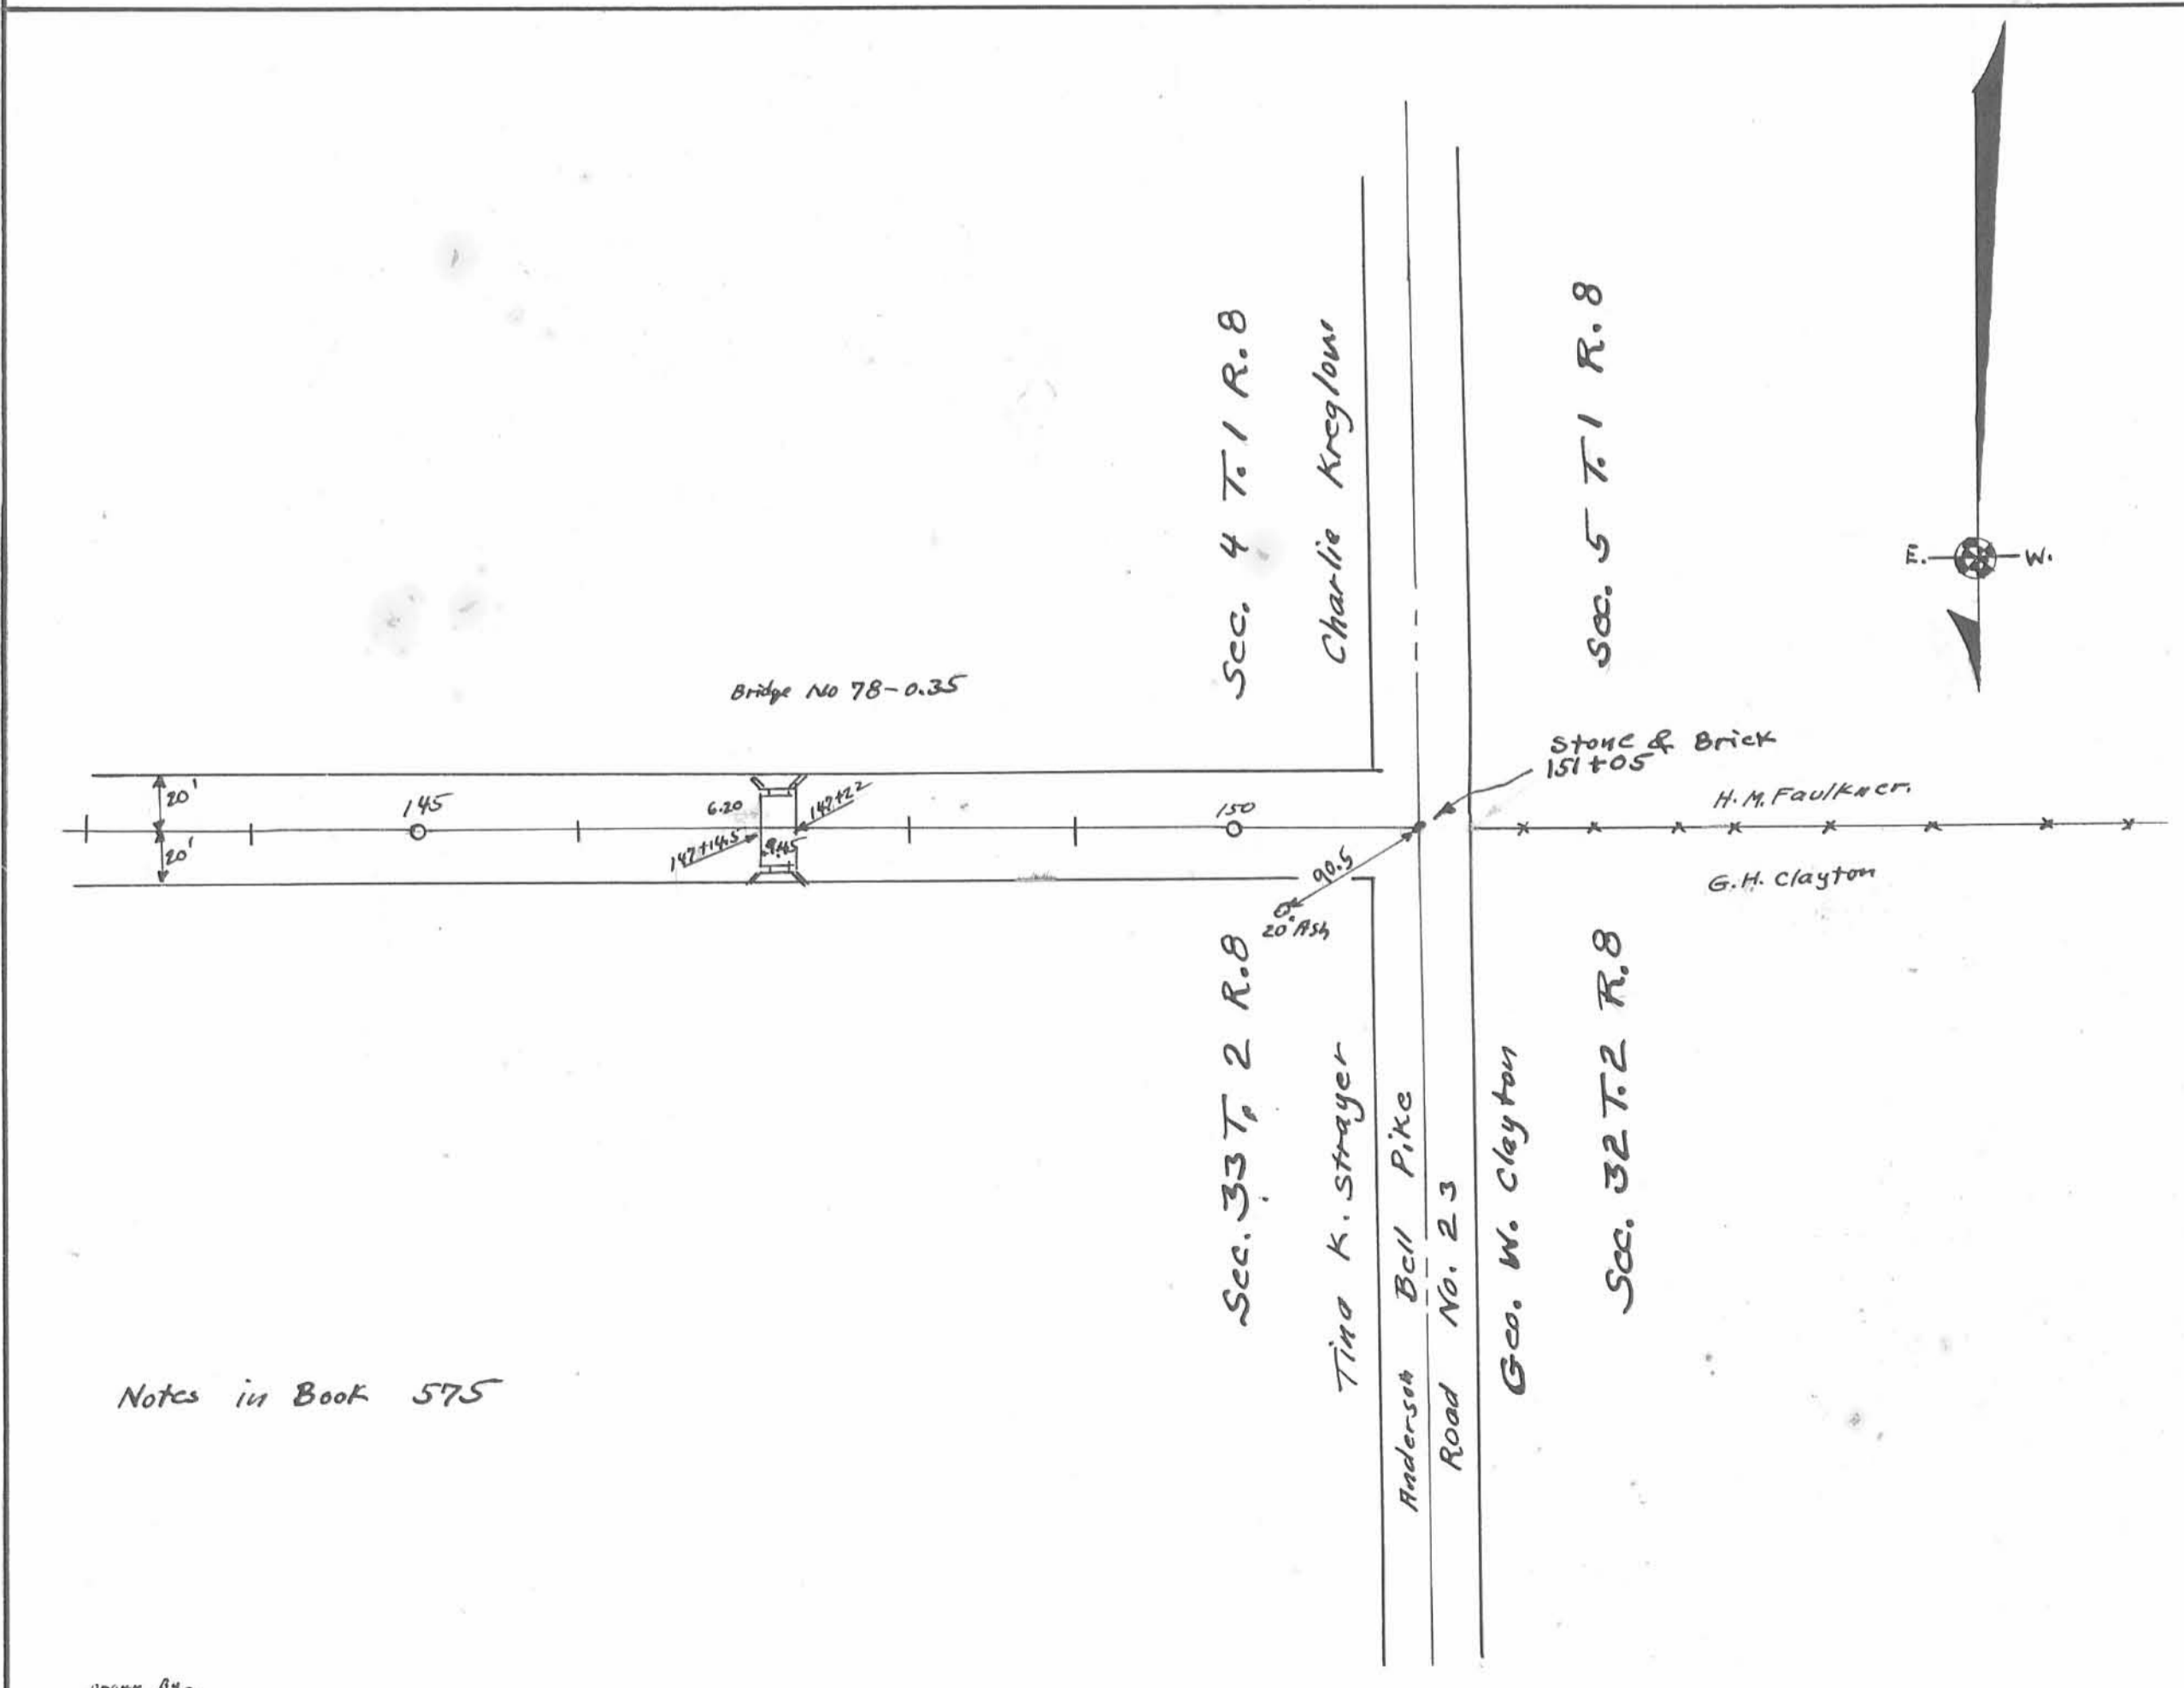 Sec. 4 T.1 R.8
Charlie Kreglow
Sec. 5 T.1 R.8
E.
W.
Bridge No 78-0.35
Stone & Brick
151+05
H.M. Faulkner.
20'
20'
145
6.20
147+22
147+14.5
9.45
150
90.5
20" Ash
G.H. Clayton
Sec. 33 T. 2 R.8
Tina K. Strayer
Anderson Bell Pike
Road No. 23
Geo. W. Clayton
Sec. 32 T.2 R.8
Notes in Book 575